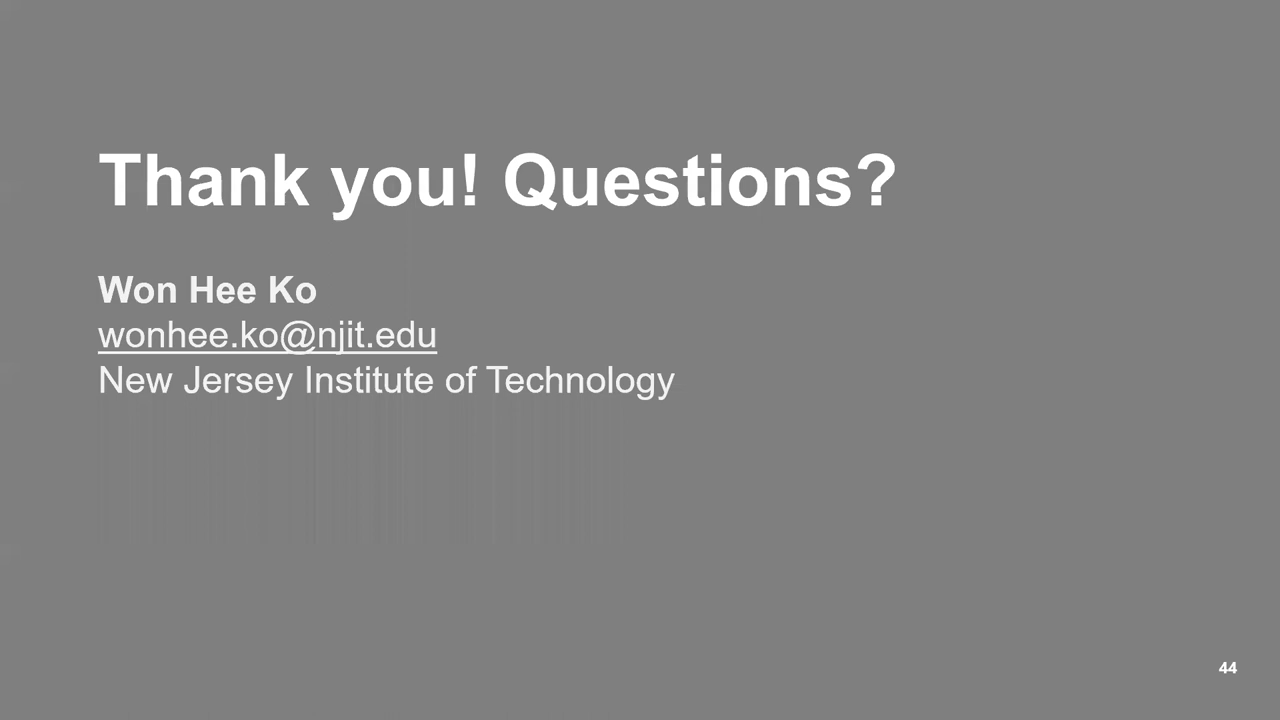 Thank you! Questions?
Won Hee Ko
wonhee.ko@njit.edu
New Jersey Institute of Technology
44